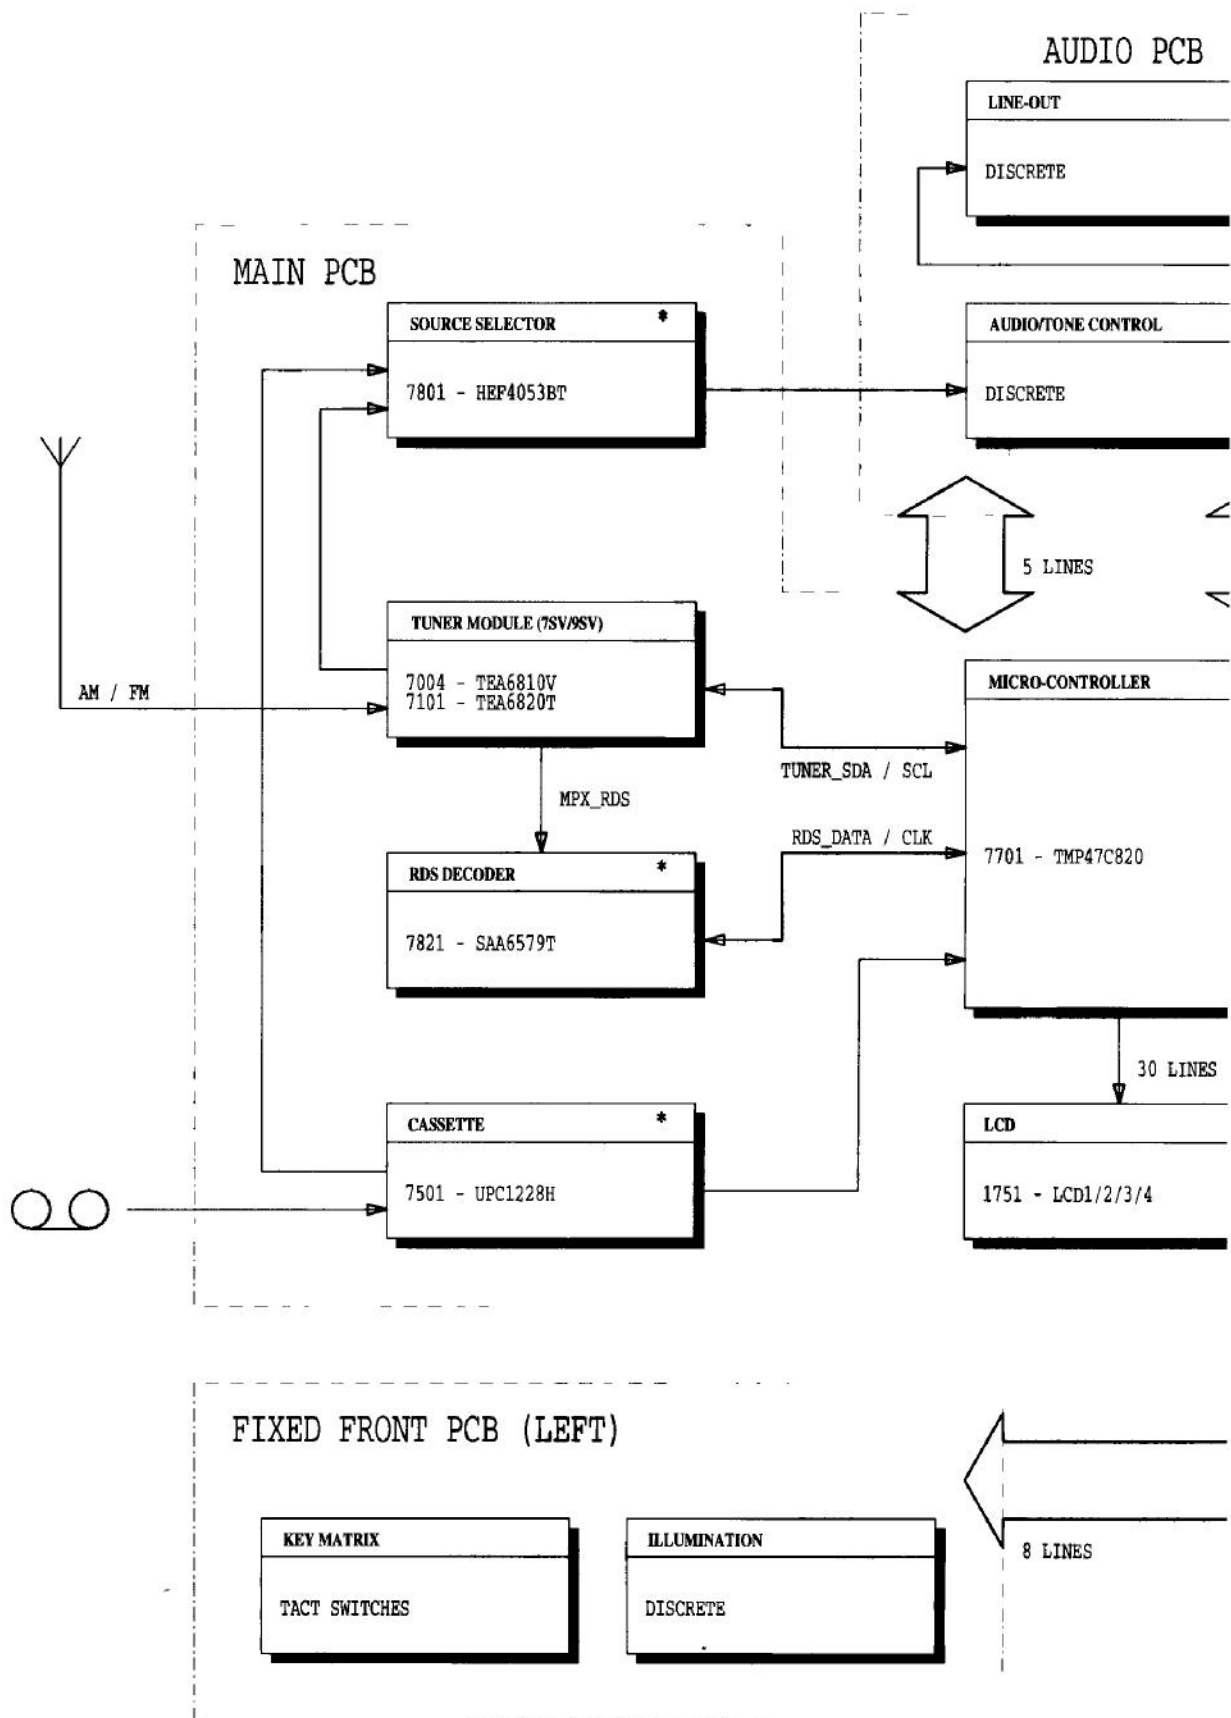 AUDIO PCB
LINE-OUT
DISCRETE
MAIN PCB
SOURCE SELECTOR *
7801 - HEF4053BT
AUDIO/TONE CONTROL
DISCRETE
5 LINES
TUNER MODULE (7SV/9SV)
7004 - TEA6810V
7101 - TEA6820T
AM / FM
MICRO-CONTROLLER
TUNER_SDA / SCL
MPX_RDS
RDS_DATA / CLK
7701 - TMP47C820
RDS DECODER *
7821 - SAA6579T
30 LINES
CASSETTE *
7501 - UPC1228H
LCD
1751 - LCD1/2/3/4
FIXED FRONT PCB (LEFT)
KEY MATRIX
TACT SWITCHES
ILLUMINATION
DISCRETE
8 LINES